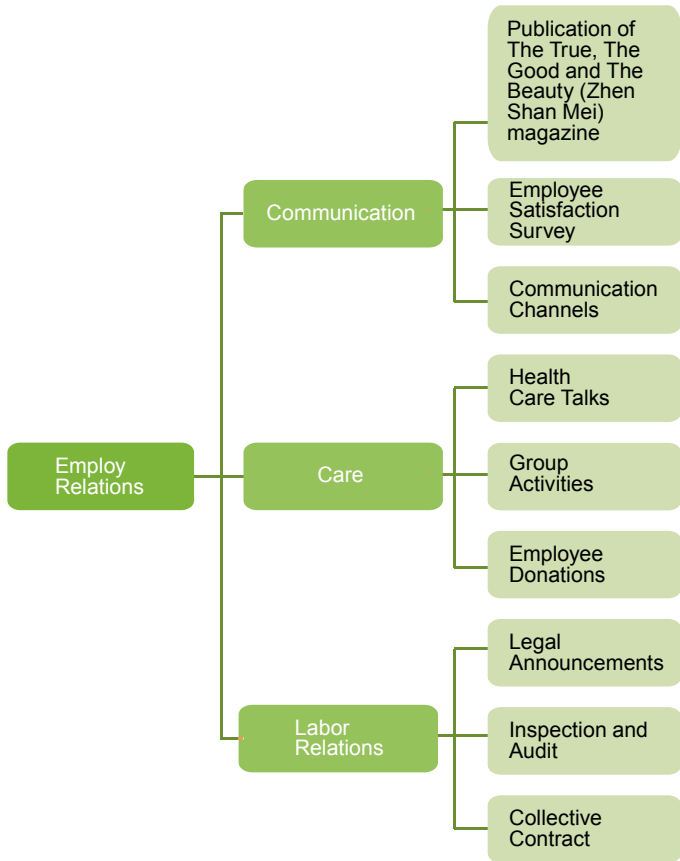 Publication of
The True, The
Good and The
Beauty (Zhen
Shan Mei)
magazine
Communication
Employee
Satisfaction
Survey
Communication
Channels
Health
Care Talks
Employ
Relations
Care
Group
Activities
Employee
Donations
Legal
Announcements
Labor
Relations
Inspection and
Audit
Collective
Contract